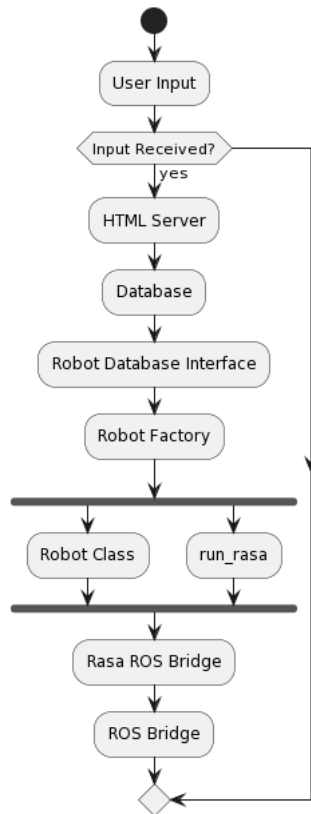 User Input
Input Received?
yes
HTML Server
Database
Robot Database Interface
Robot Factory
Robot Class
run_rasa
Rasa ROS Bridge
ROS Bridge